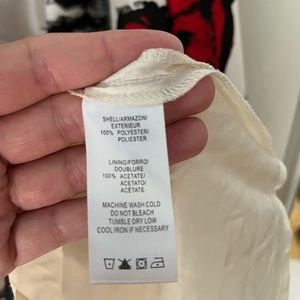 SHELL/ARMAZON/
EXTERIEUR
100% POLYESTER/
POLIESTER
LINING/FORRO/
DOUBLURE
100% ACETATE/
ACETATO/
ACETATE
MACHINE WASH COLD
DO NOT BLEACH
TUMBLE DRY LOW
COOL IRON IF NECESSARY